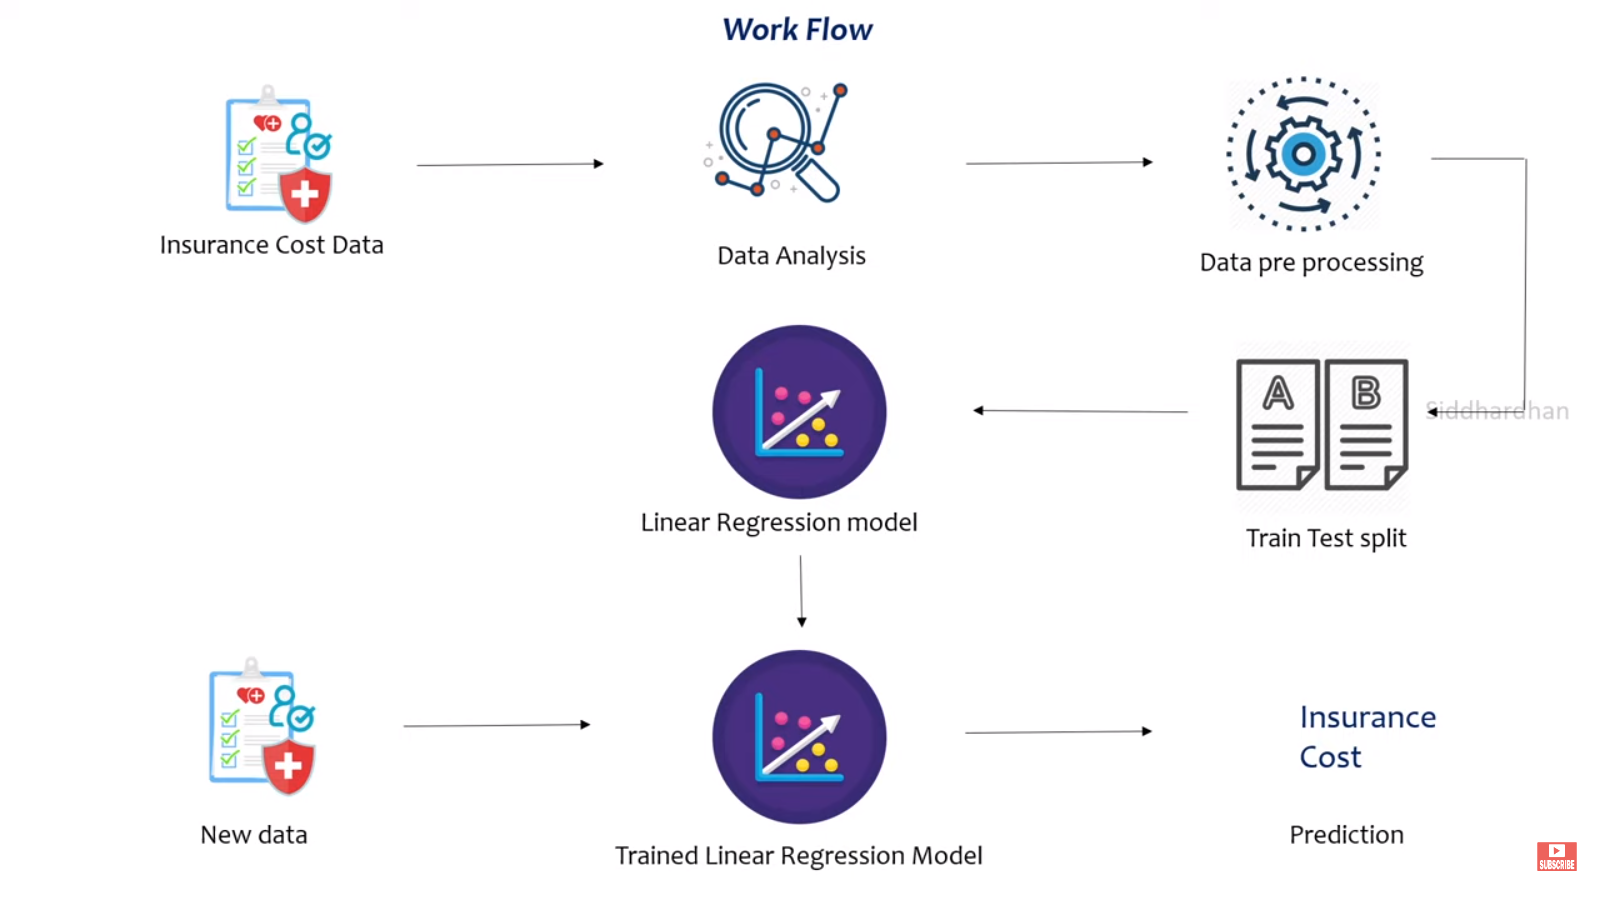 Work Flow
Insurance Cost Data
Data Analysis
Data pre processing
A B
Siddhardhan
Linear Regression model
Train Test split
Insurance
Cost
New data
Trained Linear Regression Model
Prediction
SUBSCRIBE